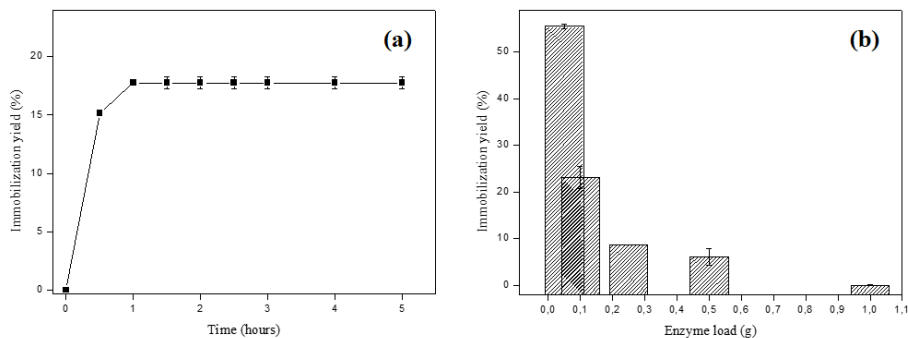 (a)
Immobilization yield (%)
20
15
10
5
0
0 1 2 3 4 5
Time (hours)
(b)
Immobilization yield (%)
50
40
30
20
10
0
0,0 0,1 0,2 0,3 0,4 0,5 0,6 0,7 0,8 0,9 1,0 1,1
Enzyme load (g)